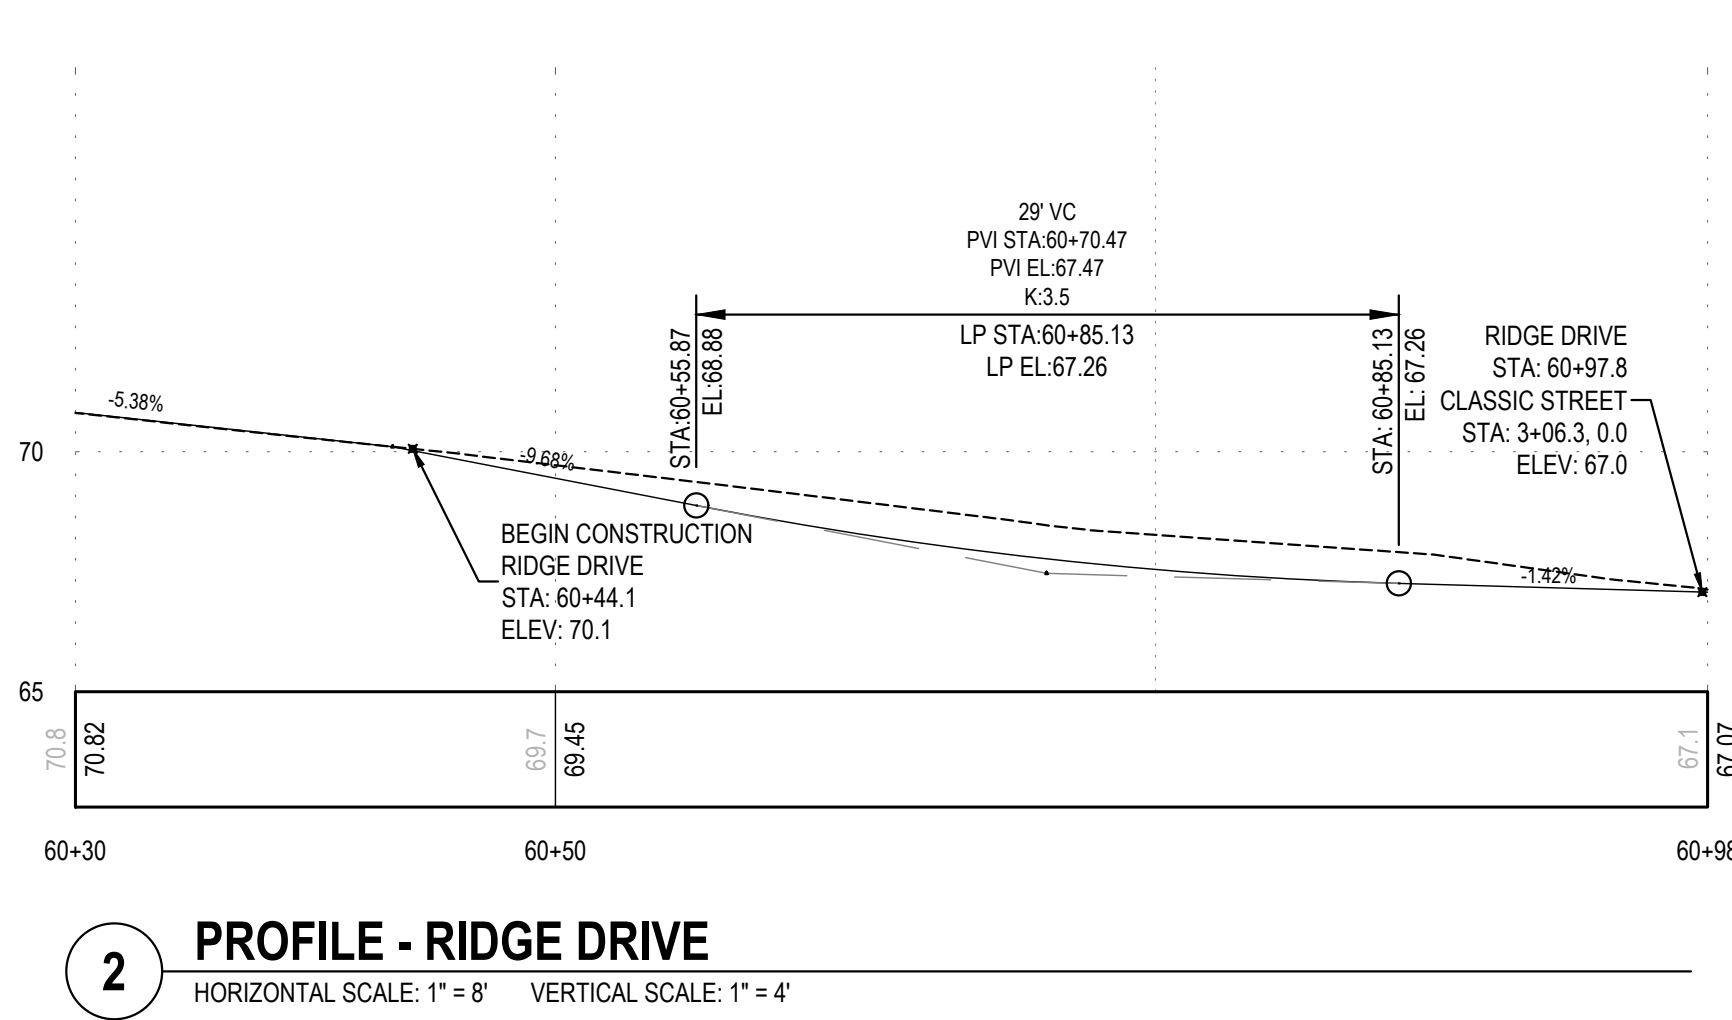 29' VC
PVI STA:60+70.47
PVI EL:67.47
K:3.5
LP STA:60+85.13
LP EL:67.26
STA:60+55.87
EL:68.88
STA: 60+85.13
EL: 67.26
RIDGE DRIVE
STA: 60+97.8
CLASSIC STREET
STA: 3+06.3, 0.0
ELEV: 67.0
-5.38%
-9.68%
-1.42%
70
BEGIN CONSTRUCTION
RIDGE DRIVE
STA: 60+44.1
ELEV: 70.1
65
70.8
70.82
69.7
69.45
67.1
67.07
60+30
60+50
60+98
2
PROFILE - RIDGE DRIVE
HORIZONTAL SCALE: 1" = 8' VERTICAL SCALE: 1" = 4'